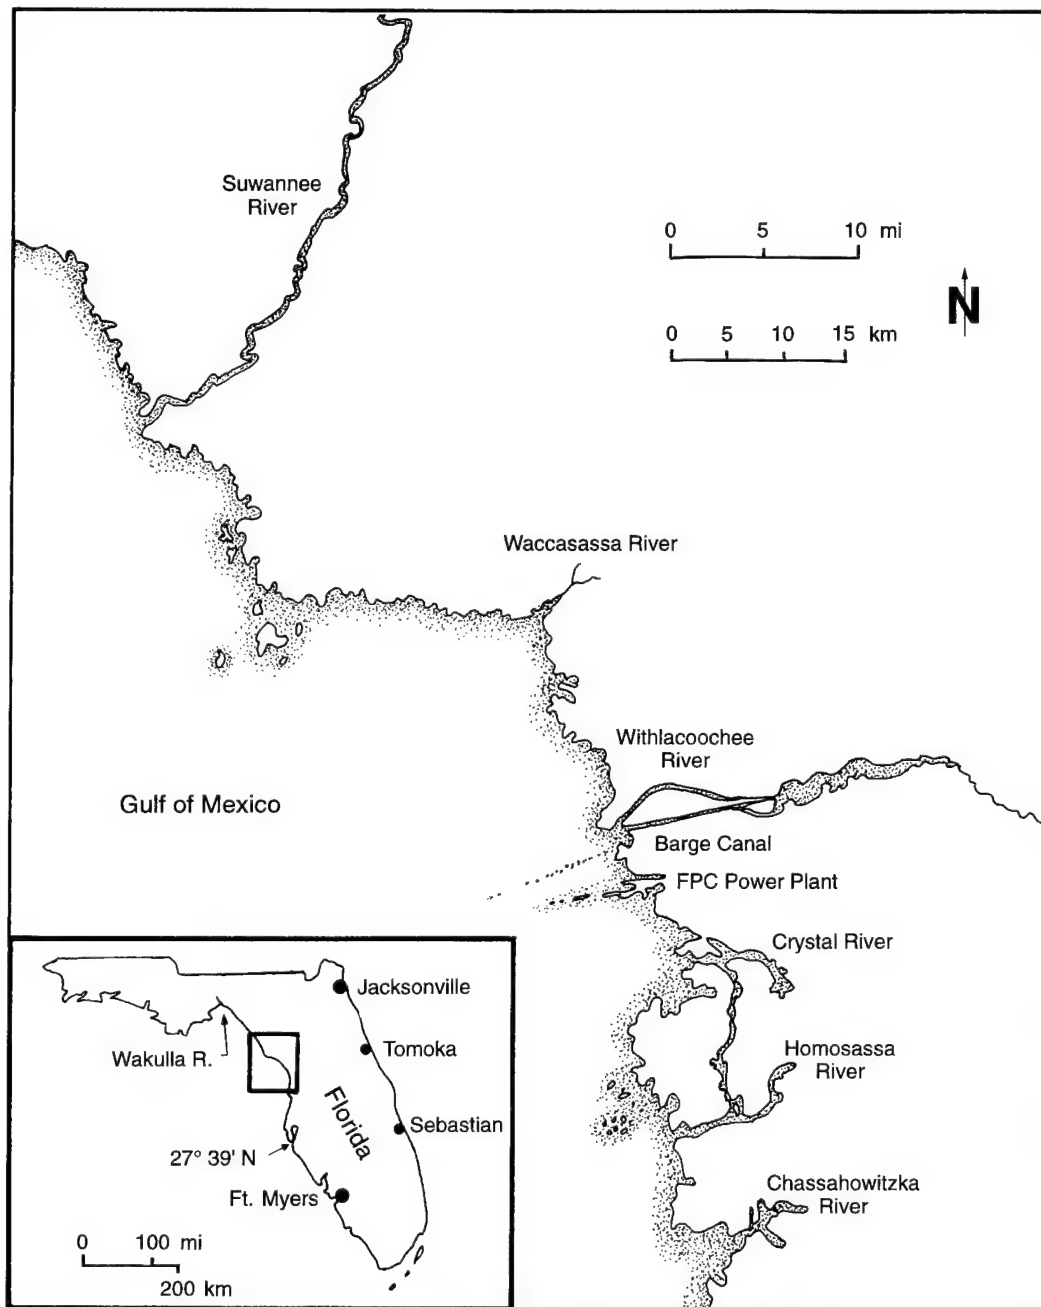 Suwannee
River
0 5 10 mi
N
0 5 10 15 km
Waccasassa River
Withlacoochee
River
Gulf of Mexico
Barge Canal
FPC Power Plant
Crystal River
Homosassa
River
Chassahowitzka
River
Jacksonville
Wakulla R.
Tomoka
Florida
Sebastian
27° 39' N
Ft. Myers
0 100 mi
200 km